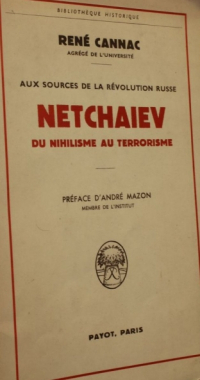 BIBLIOTHÈQUE HISTORIQUE
RENÉ CANNAC
AGRÉGÉ DE L'UNIVERSITÉ
AUX SOURCES DE LA RÉVOLUTION RUSSE
NETCHAIEV
DU NIHILISME AU TERRORISME
PRÉFACE D'ANDRÉ MAZON
MEMBRE DE L'INSTITUT
PAYOT, PARIS